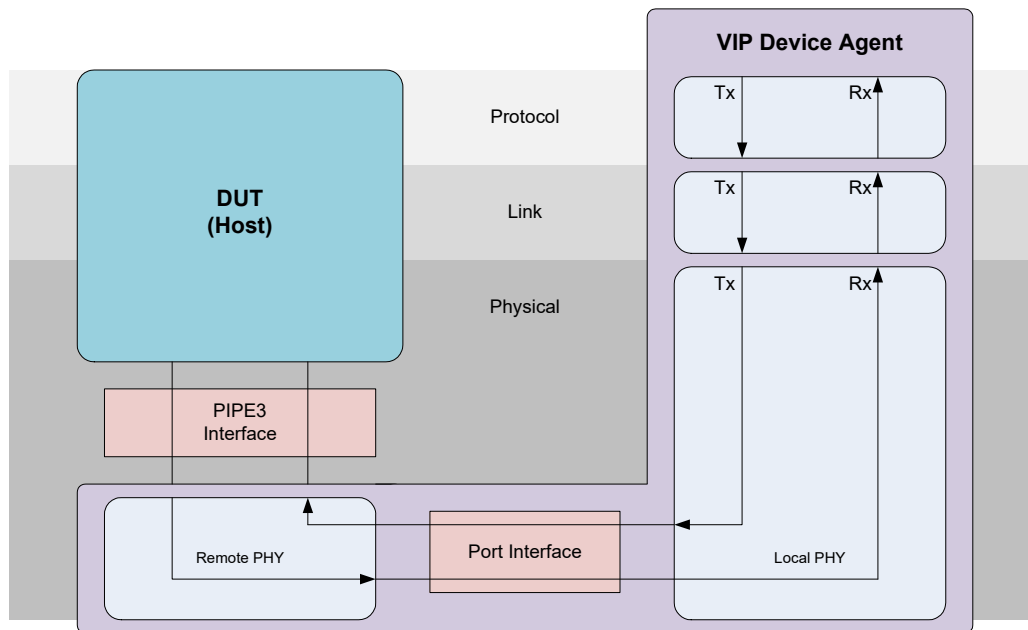 VIP Device Agent
Tx
Rx
Protocol
DUT
(Host)
Tx
Rx
Link
Tx
Rx
Physical
PIPE3
Interface
Remote PHY
Port Interface
Local PHY